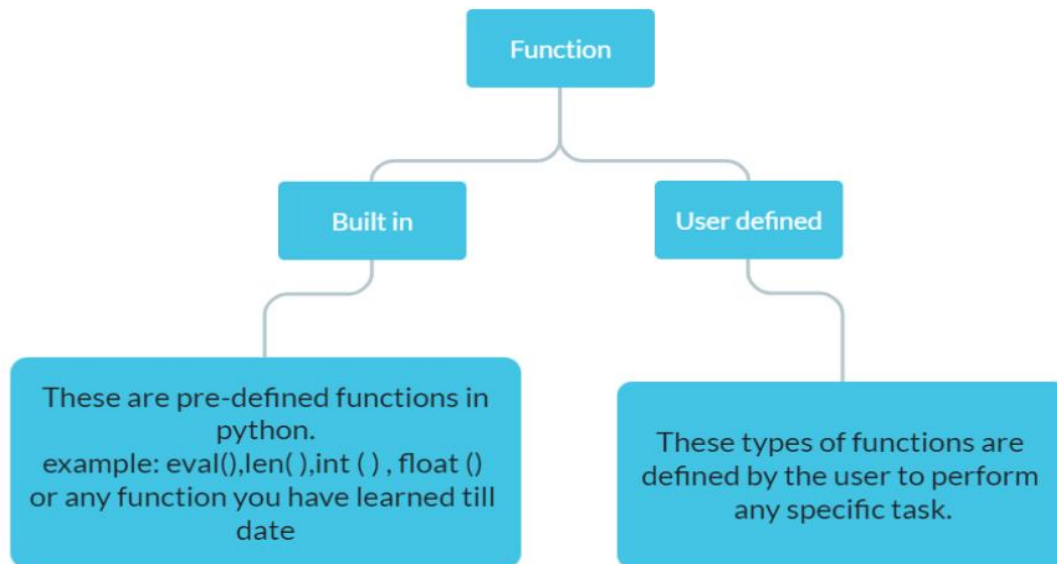 Function
Built in
User defined
These are pre-defined functions in
python.
example: eval(),len( ),int ( ) , float ()
or any function you have learned till
date
These types of functions are
defined by the user to perform
any specific task.